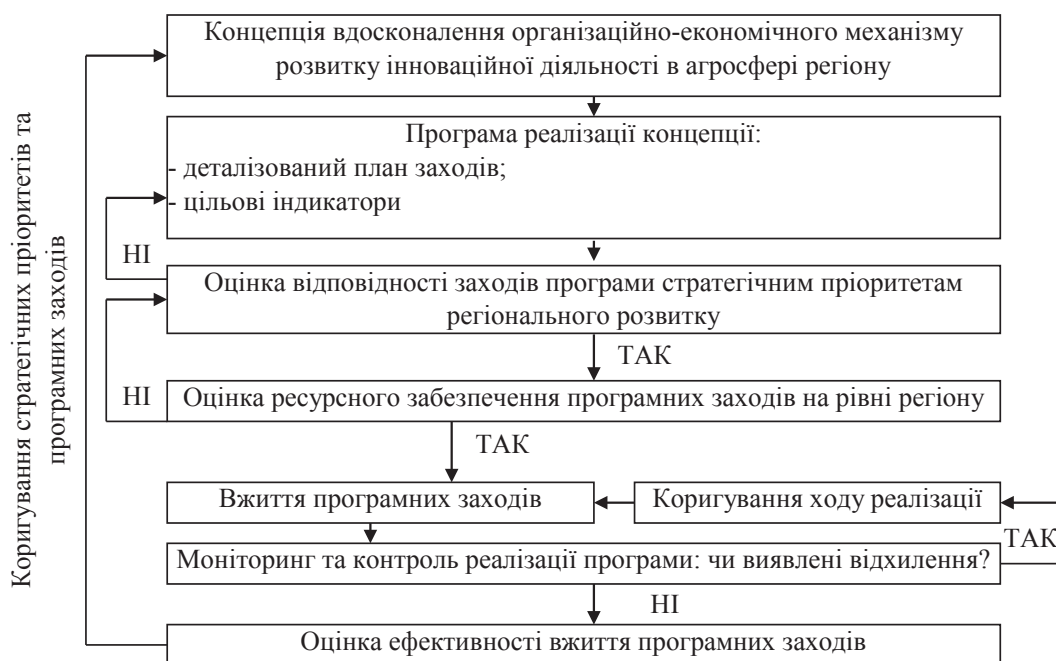 Концепція вдосконалення організаційно-економічного механізму
розвитку інноваційної діяльності в агросфері регіону
Програма реалізації концепції:
- деталізований план заходів;
- цільові індикатори
НІ
Оцінка відповідності заходів програми стратегічним пріоритетам
регіонального розвитку
ТАК
НІ
Оцінка ресурсного забезпечення програмних заходів на рівні регіону
ТАК
Вжиття програмних заходів
Коригування ходу реалізації
ТАК
Моніторинг та контроль реалізації програми: чи виявлені відхилення?
НІ
Оцінка ефективності вжиття програмних заходів
Коригування стратегічних пріоритетів та
програмних заходів